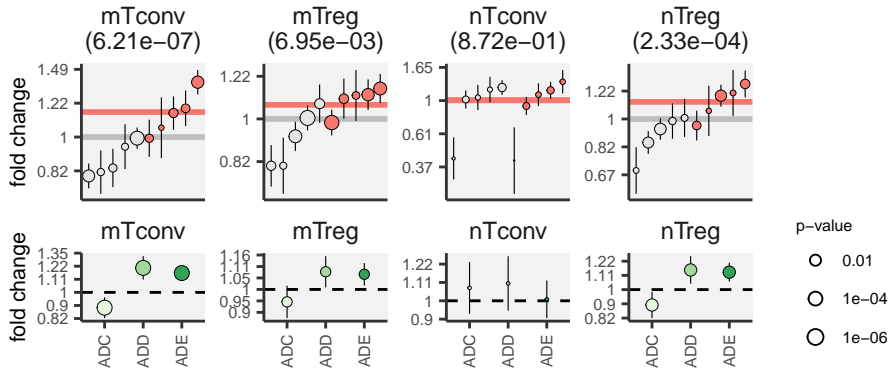 mTconv
(6.21e−07)
mTreg
(6.95e−03)
nTconv
(8.72e−01)
nTreg
(2.33e−04)
fold change
1.49
1.22
1
0.82
1.22
1
0.82
1.65
1
0.61
0.37
1.22
1
0.82
0.67
mTconv
mTreg
nTconv
nTreg
fold change
1.35
1.22
1.11
1
0.9
0.82
1.16
1.11
1.05
1
0.95
0.9
1.22
1.11
1
0.9
1.22
1.11
1
0.9
0.82
ADC
ADD
ADE
ADC
ADD
ADE
ADC
ADD
ADE
ADC
ADD
ADE
p−value
0.01
1e−04
1e−06